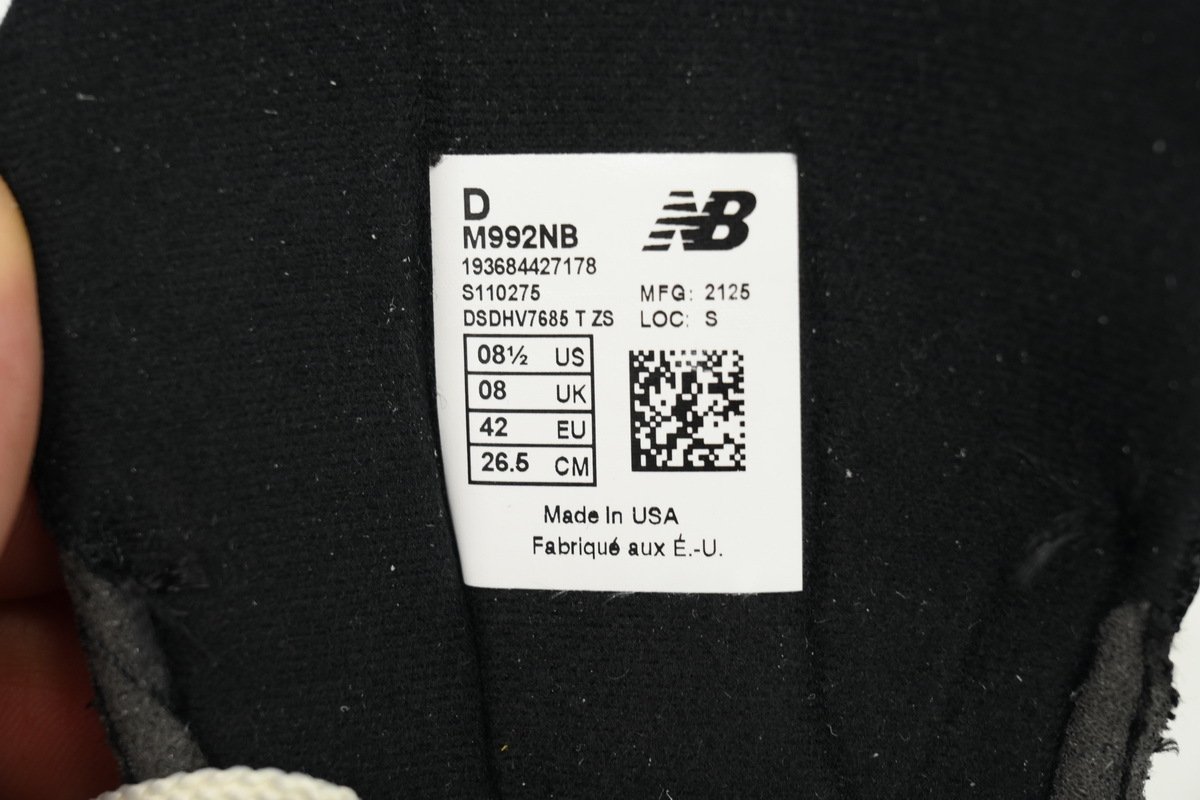 D
M992NB
NB
193684427178
S110275
MFG: 2125
DSDHV7685 T ZS
LOC: S
08½ US
08 UK
42 EU
26.5 CM
Made In USA
Fabriqué aux É.-U.